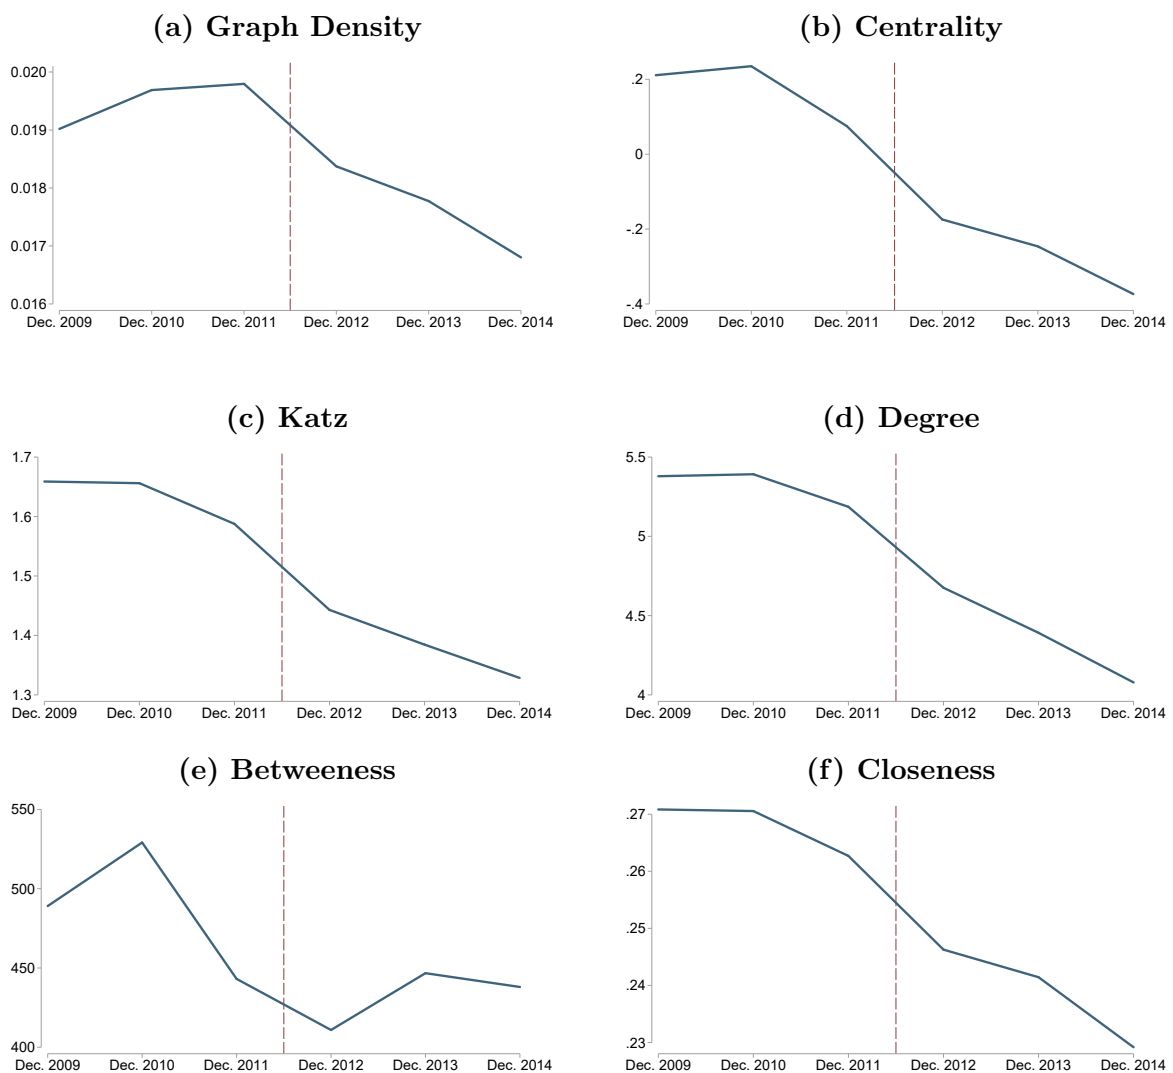 (a) Graph Density
0.020
0.019
0.018
0.017
0.016
Dec. 2009 Dec. 2010 Dec. 2011 Dec. 2012 Dec. 2013 Dec. 2014
(b) Centrality
.2
0
-.2
-.4
Dec. 2009 Dec. 2010 Dec. 2011 Dec. 2012 Dec. 2013 Dec. 2014
(c) Katz
1.7
1.6
1.5
1.4
1.3
Dec. 2009 Dec. 2010 Dec. 2011 Dec. 2012 Dec. 2013 Dec. 2014
(d) Degree
5.5
5
4.5
4
Dec. 2009 Dec. 2010 Dec. 2011 Dec. 2012 Dec. 2013 Dec. 2014
(e) Betweeness
550
500
450
400
Dec. 2009 Dec. 2010 Dec. 2011 Dec. 2012 Dec. 2013 Dec. 2014
(f) Closeness
.27
.26
.25
.24
.23
Dec. 2009 Dec. 2010 Dec. 2011 Dec. 2012 Dec. 2013 Dec. 2014